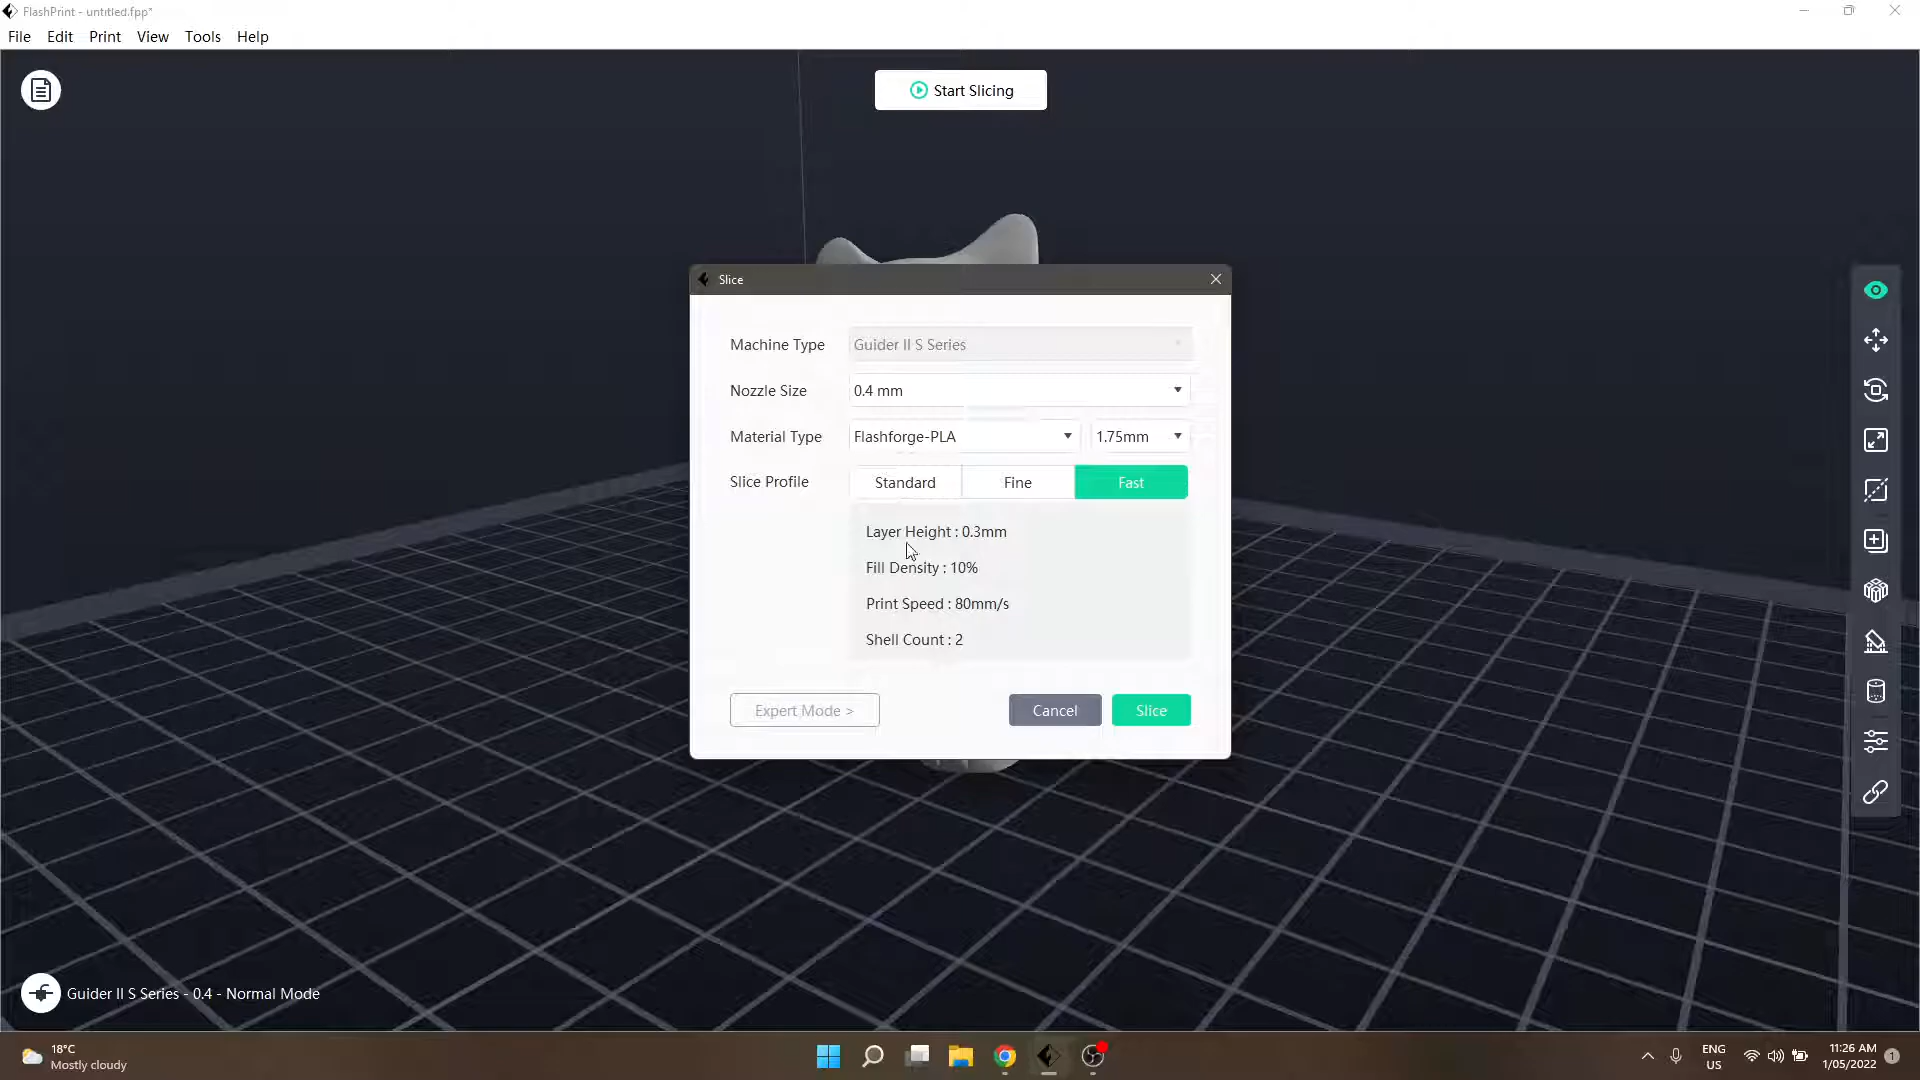 FlashPrint - untitled.fpp*
File Edit Print View Tools Help
Start Slicing
Slice
Machine Type Guider II S Series
Nozzle Size 0.4 mm
Material Type Flashforge-PLA 1.75mm
Slice Profile Standard Fine Fast
Layer Height : 0.3mm
Fill Density : 10%
Print Speed : 80mm/s
Shell Count : 2
Expert Mode > Cancel Slice
Guider II S Series - 0.4 - Normal Mode
18°C
Mostly cloudy
ENG
US
11:26 AM
1/05/2022
1